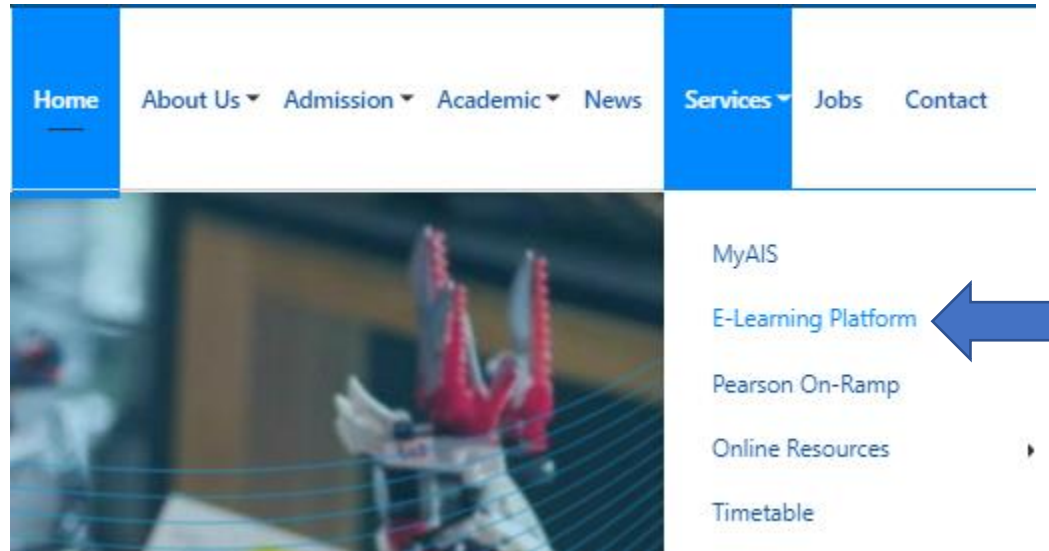 Home About Us Admission Academic News Services Jobs Contact
MyAIS
E-Learning Platform
Pearson On-Ramp
Online Resources
Timetable